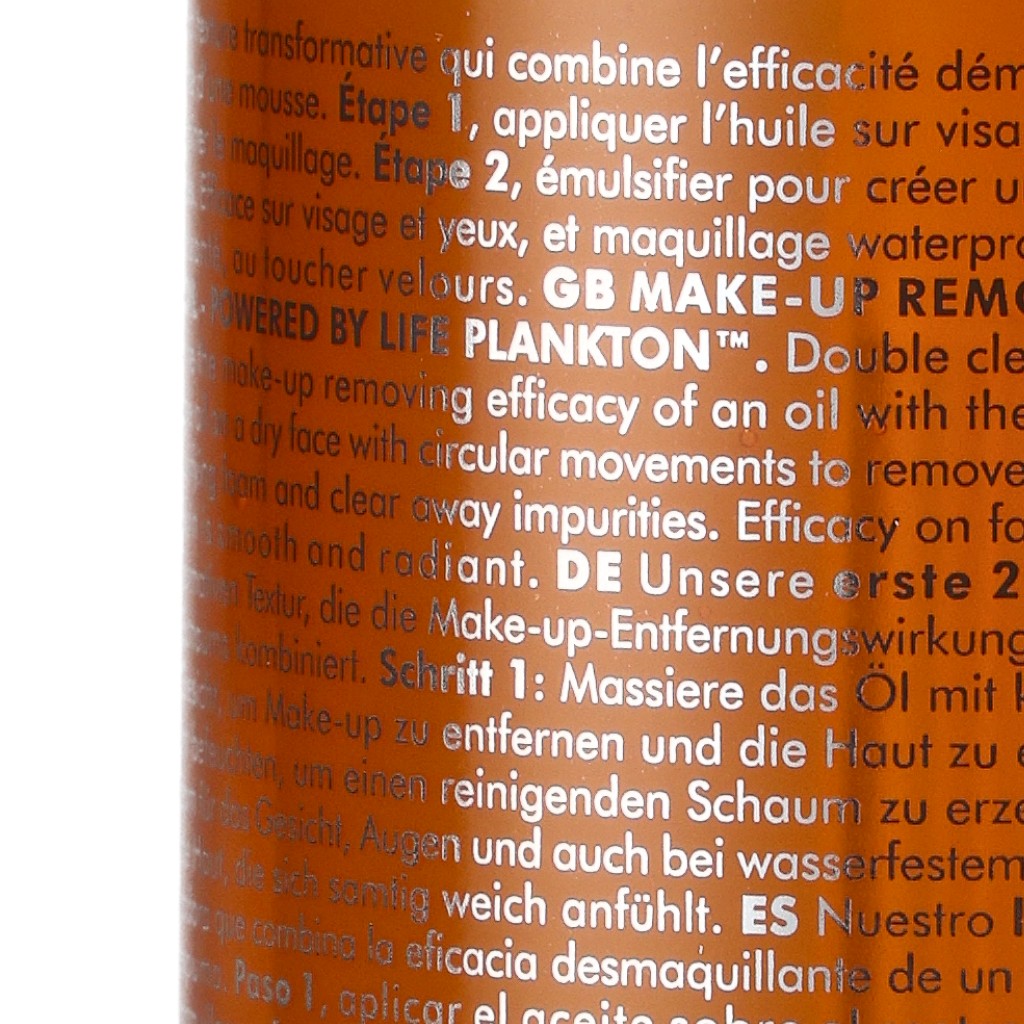 transformative qui combine l'efficacité dém
mousse. Étape 1, appliquer l'huile sur visa
le maquillage. Étape 2, émulsifier pour créer u
Efficace sur visage et yeux, et maquillage waterpro
au toucher velours. GB MAKE-UP REMO
POWERED BY LIFE PLANKTON™. Double cle
make-up removing efficacy of an oil with the
a dry face with circular movements to remove
foam and clear away impurities. Efficacy on fa
smooth and radiant. DE Unsere erste 2
Textur, die die Make-up-Entfernungswirkung
kombiniert. Schritt 1: Massiere das Öl mit k
um Make-up zu entfernen und die Haut zu e
um einen reinigenden Schaum zu erze
das Gesicht, Augen und auch bei wasserfestem
die sich samtig weich anfühlt. ES Nuestro
que combina la eficacia desmaquillante de un
Paso 1, aplicar el aceite sobre